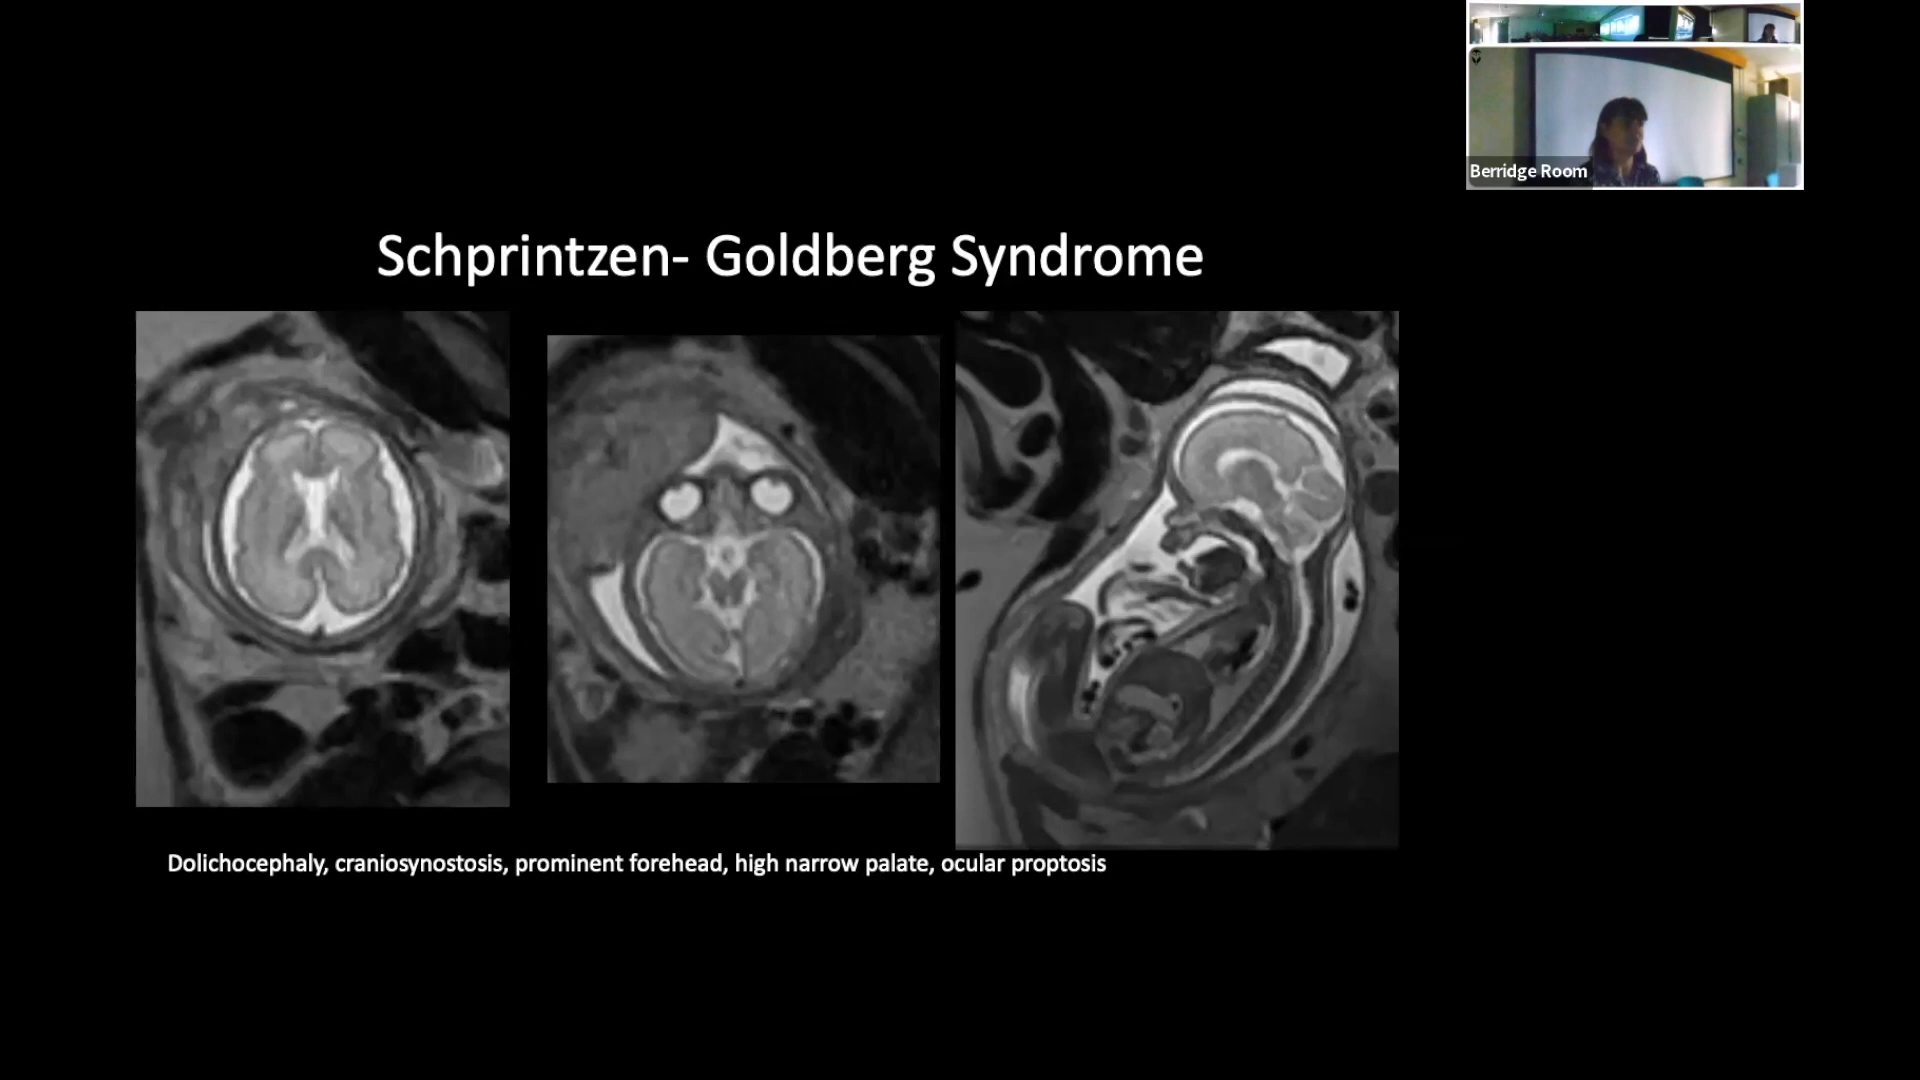 Berridge Room
Schprintzen- Goldberg Syndrome
Dolichocephaly, craniosynostosis, prominent forehead, high narrow palate, ocular proptosis